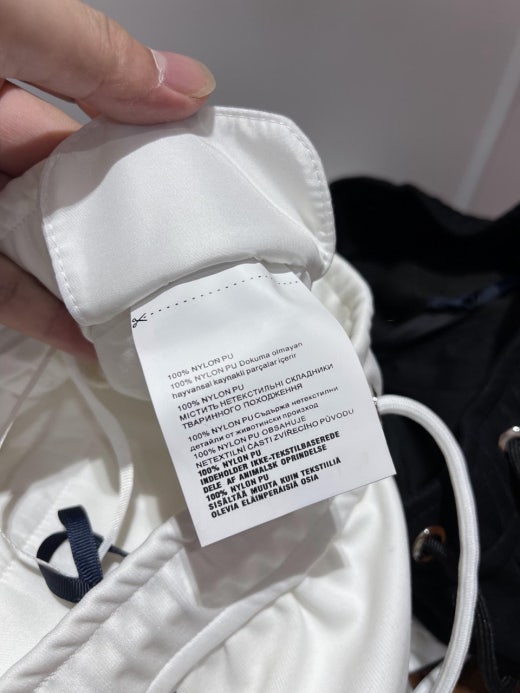 100% NYLON PU
100% NYLON PU Dokuma olmayan
hayvansal kaynaklı parçalar içerir
100% NYLON PU
МІСТИТЬ НЕТЕКСТИЛЬНІ СКЛАДНИКИ
ТВАРИННОГО ПОХОДЖЕННЯ
100% NYLON PU Съдържа нетекстилни
детайли от животински произход
100% NYLON PU OBSAHUJE
NETEXTILNÍ ČÁSTI ZVÍŘECÍHO PŮVODU
100% NYLON PU
INDEHOLDER IKKE-TEKSTILBASEREDE
DELE AF ANIMALSK OPRINDELSE
100% NYLON PU
SISÄLTÄÄ MUUTA KUIN TEKSTIILIÄ
OLEVIA ELÄINPERÄISIÄ OSIA